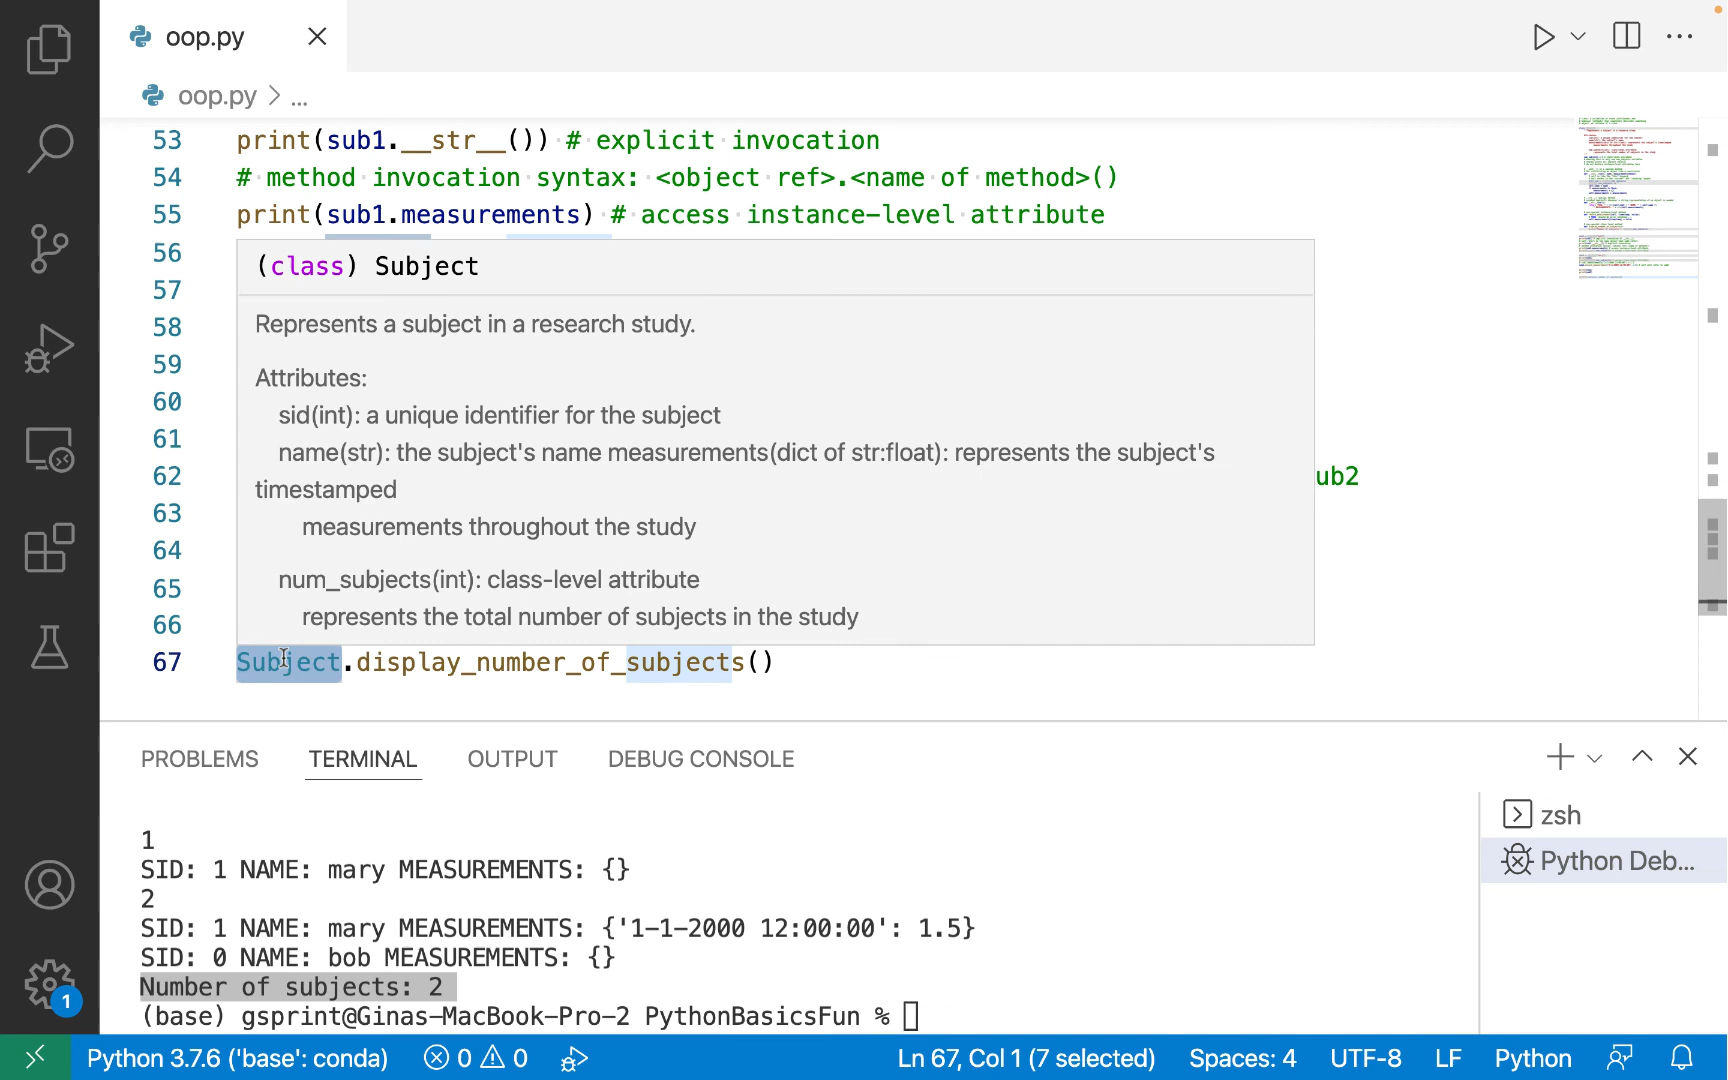 oop.py
oop.py > ...
53 print(sub1.__str__()) # explicit invocation
54 # method invocation syntax: <object ref>.<name of method>()
55 print(sub1.measurements) # access instance-level attribute
56
(class) Subject
57
Represents a subject in a research study.
58
59
Attributes:
60
sid(int): a unique identifier for the subject
61
name(str): the subject's name measurements(dict of str:float): represents the subject's
62
ub2
timestamped
63
measurements throughout the study
64
65
num_subjects(int): class-level attribute
66
represents the total number of subjects in the study
67 Subject.display_number_of_subjects()
PROBLEMS TERMINAL OUTPUT DEBUG CONSOLE
1
SID: 1 NAME: mary MEASUREMENTS: {}
2
SID: 1 NAME: mary MEASUREMENTS: {'1-1-2000 12:00:00': 1.5}
SID: 0 NAME: bob MEASUREMENTS: {}
Number of subjects: 2
(base) gsprint@Ginas-MacBook-Pro-2 PythonBasicsFun %
zsh
Python Deb...
1
Python 3.7.6 ('base': conda) 0 0 Ln 67, Col 1 (7 selected) Spaces: 4 UTF-8 LF Python